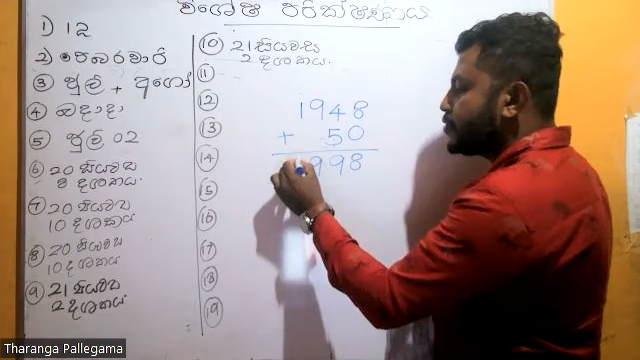 විශේෂ පරීක්ෂණය
1) 12
2) පෙබරවාරි
3 ජුලි + අගෝ
4 බදාදා
5 ජුලි 02
6 20 සියවස
8 දශකය.
7 20 සියවස
10 දශකය
8 20 සියවස
10 දශකය
9 21 සියවස
2 දශකය.
10 21 සියවස
2 දශකය.
11
12
13
14
15
16
17
18
19
1948
+ 50
998
Tharanga Pallegama